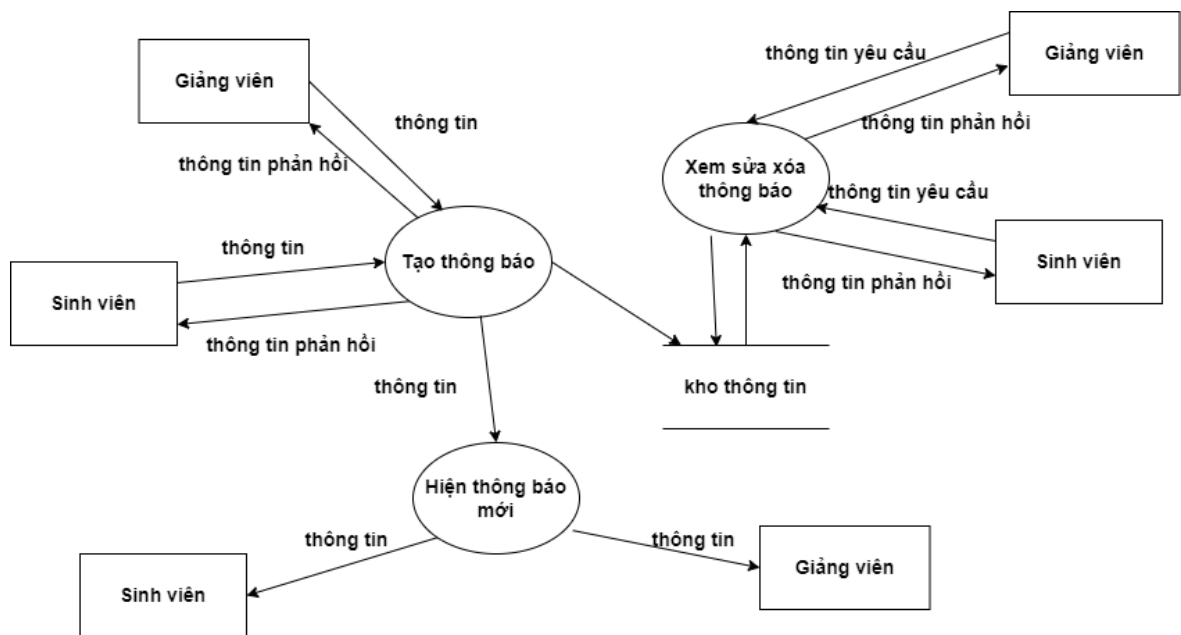 Giảng viên
thông tin
thông tin phản hồi
thông tin yêu cầu
Giảng viên
thông tin phản hồi
Xem sửa xóa
thông báo
thông tin yêu cầu
Sinh viên
thông tin phản hồi
thông tin
Tạo thông báo
Sinh viên
thông tin phản hồi
thông tin
kho thông tin
Hiện thông báo
mới
thông tin
thông tin
Sinh viên
Giảng viên